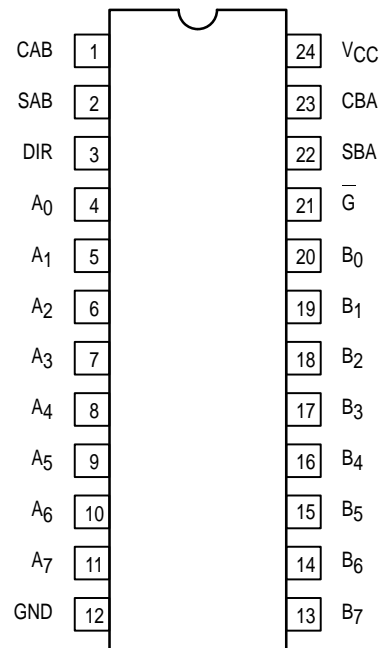 CAB 1 24 VCC
SAB 2 23 CBA
DIR 3 22 SBA
A0 4 21 G̅
A1 5 20 B0
A2 6 19 B1
A3 7 18 B2
A4 8 17 B3
A5 9 16 B4
A6 10 15 B5
A7 11 14 B6
GND 12 13 B7